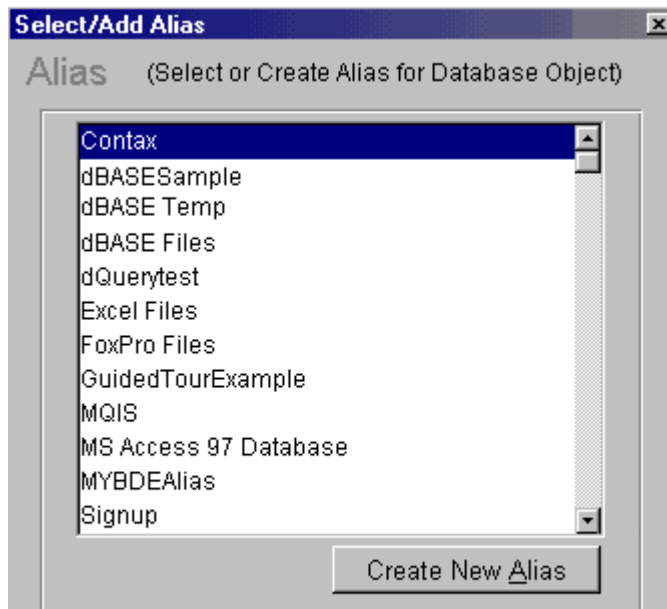 Select/Add Alias
Alias (Select or Create Alias for Database Object)
Contax
dBASESample
dBASE Temp
dBASE Files
dQuerytest
Excel Files
FoxPro Files
GuidedTourExample
MQIS
MS Access 97 Database
MYBDEAlias
Signup
Create New Alias